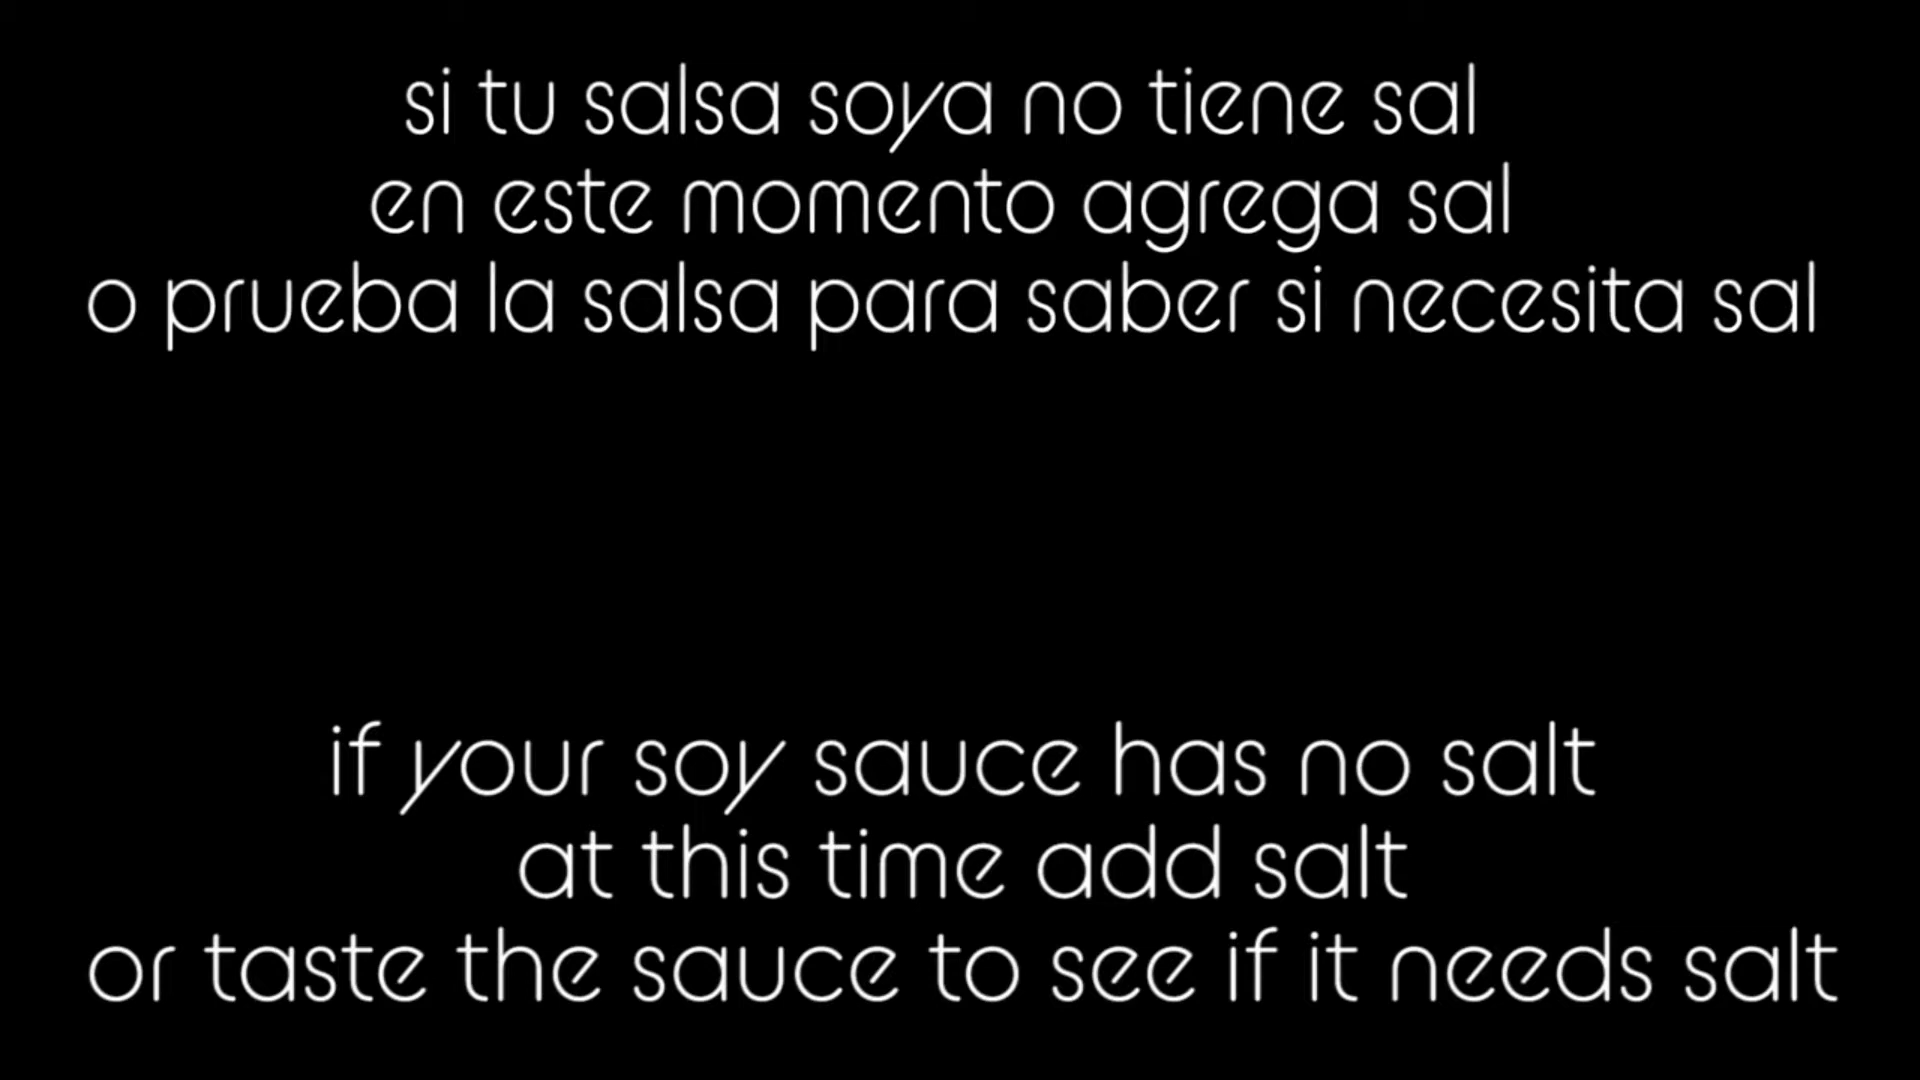 si tu salsa soya no tiene sal
en este momento agrega sal
o prueba la salsa para saber si necesita sal
if your soy sauce has no salt
at this time add salt
or taste the sauce to see if it needs salt